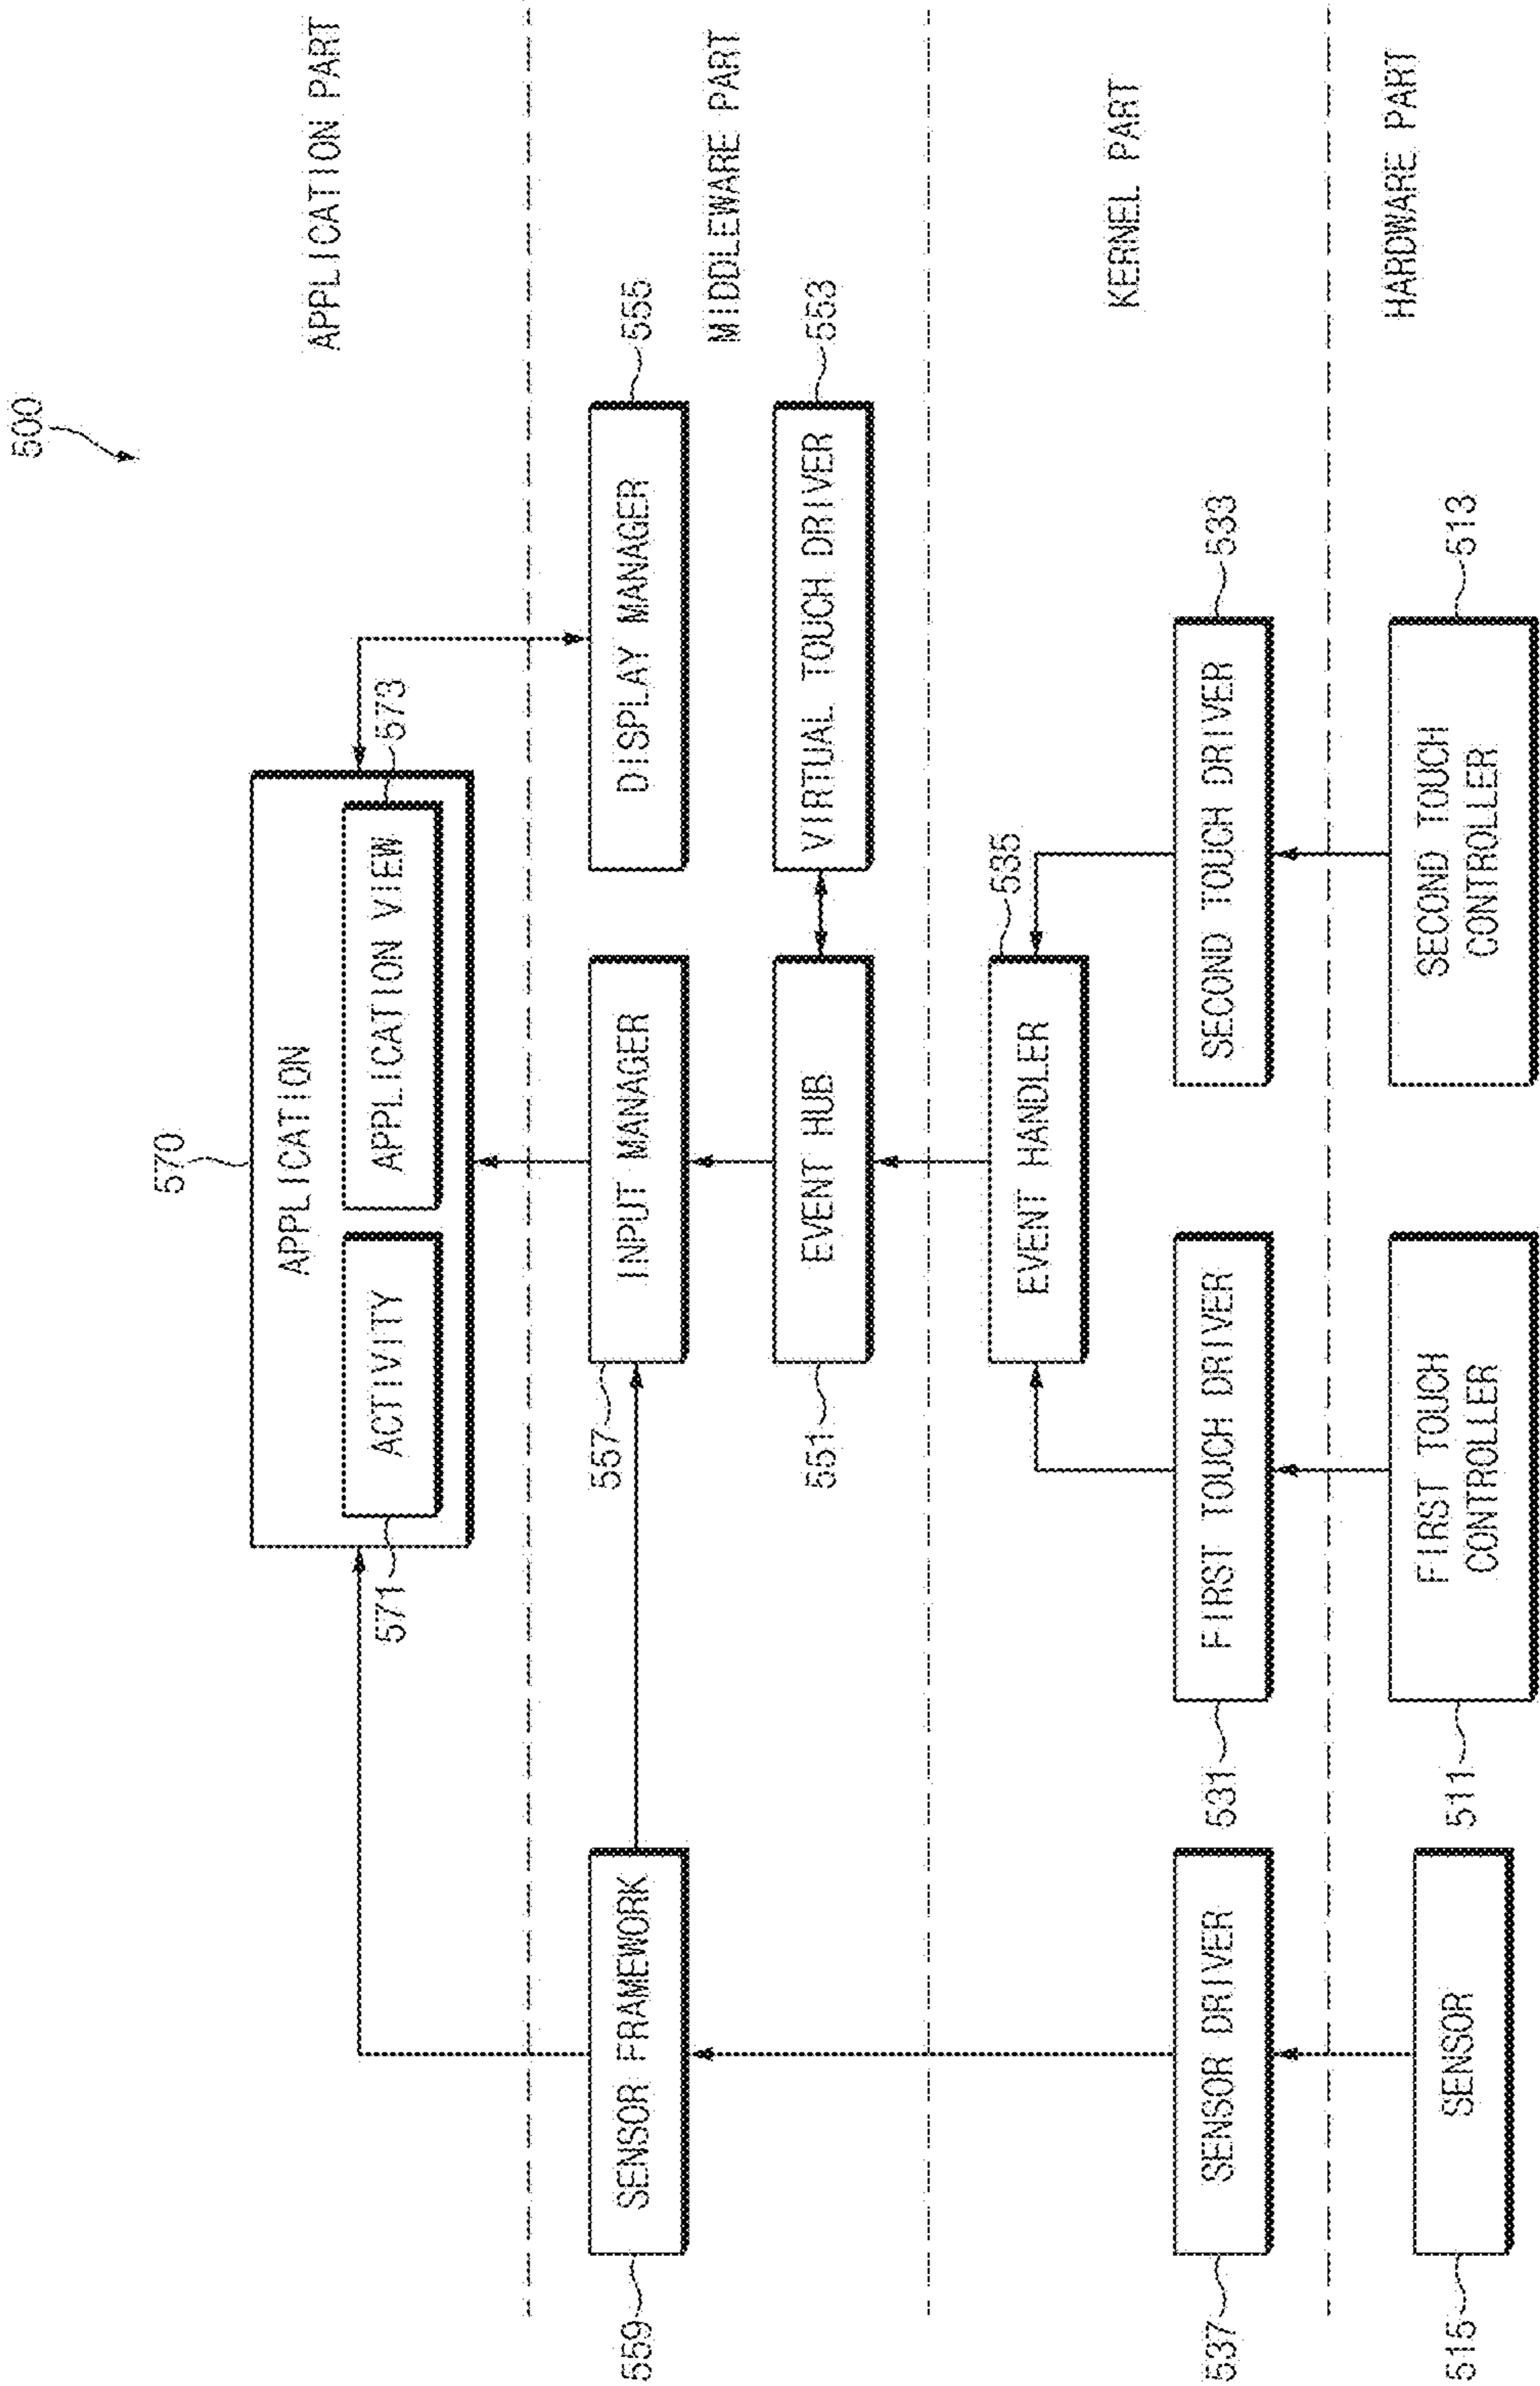 500
APPLICATION PART
570
APPLICATION
571
ACTIVITY
APPLICATION VIEW
573
MIDDLEWARE PART
559
SENSOR FRAMEWORK
557
INPUT MANAGER
DISPLAY MANAGER
555
551
EVENT HUB
VIRTUAL TOUCH DRIVER
553
KERNEL PART
EVENT HANDLER
535
537
SENSOR DRIVER
531
FIRST TOUCH DRIVER
SECOND TOUCH DRIVER
533
HARDWARE PART
515
SENSOR
511
FIRST TOUCH
CONTROLLER
SECOND TOUCH
CONTROLLER
513